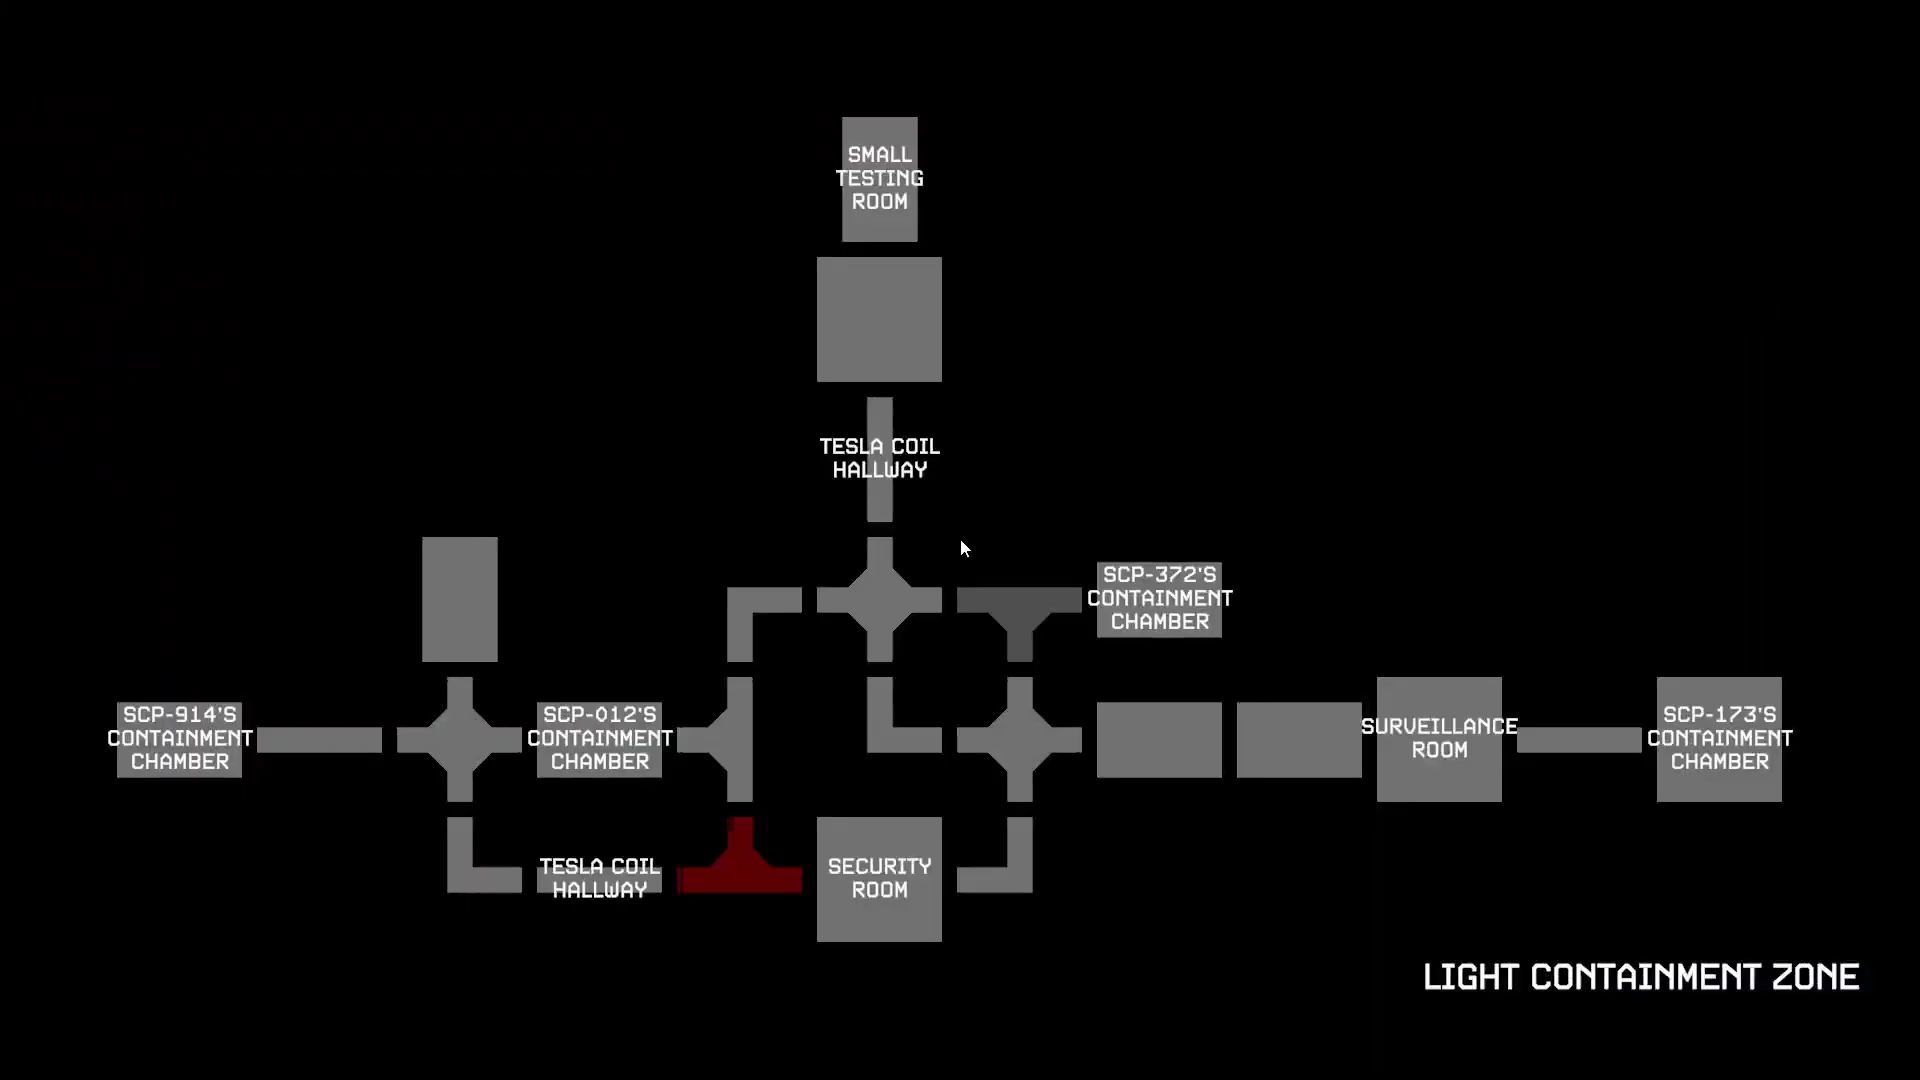 SMALL
TESTING
ROOM
TESLA COIL
HALLWAY
SCP-372'S
CONTAINMENT
CHAMBER
SCP-914'S
CONTAINMENT
CHAMBER
SCP-012'S
CONTAINMENT
CHAMBER
SURVEILLANCE
ROOM
SCP-173'S
CONTAINMENT
CHAMBER
TESLA COIL
HALLWAY
SECURITY
ROOM
LIGHT CONTAINMENT ZONE